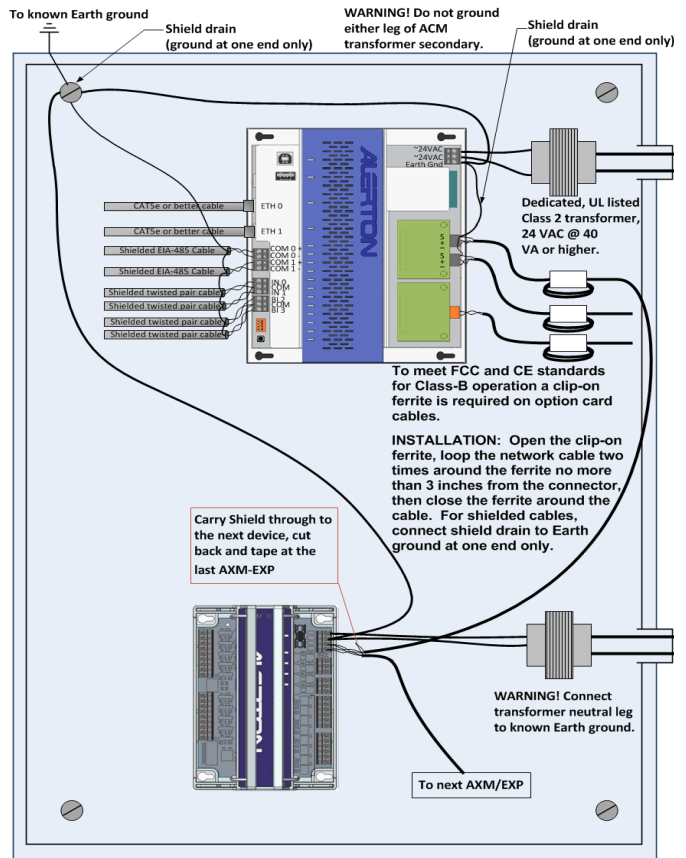 To known Earth ground
Shield drain
(ground at one end only)
WARNING! Do not ground
either leg of ACM
transformer secondary.
Shield drain
(ground at one end only)
~24VAC
~24VAC
Earth Gnd
ALERTON
CAT5e or better cable
ETH 0
CAT5e or better cable
ETH 1
Shielded EIA-485 Cable
COM 0 +
COM 0 -
Shielded EIA-485 Cable
COM 1 +
COM 1 -
Shielded twisted pair cable
IN 0
COM
Shielded twisted pair cable
IN 1
Shielded twisted pair cable
BI 2
COM
Shielded twisted pair cable
BI 3
S
+
-
S
+
-
Dedicated, UL listed
Class 2 transformer,
24 VAC @ 40
VA or higher.
To meet FCC and CE standards
for Class-B operation a clip-on
ferrite is required on option card
cables.
INSTALLATION: Open the clip-on
ferrite, loop the network cable two
times around the ferrite no more
than 3 inches from the connector,
then close the ferrite around the
cable. For shielded cables,
connect shield drain to Earth
ground at one end only.
Carry Shield through to
the next device, cut
back and tape at the
last AXM-EXP
ALERTON
WARNING! Connect
transformer neutral leg
to known Earth ground.
To next AXM/EXP